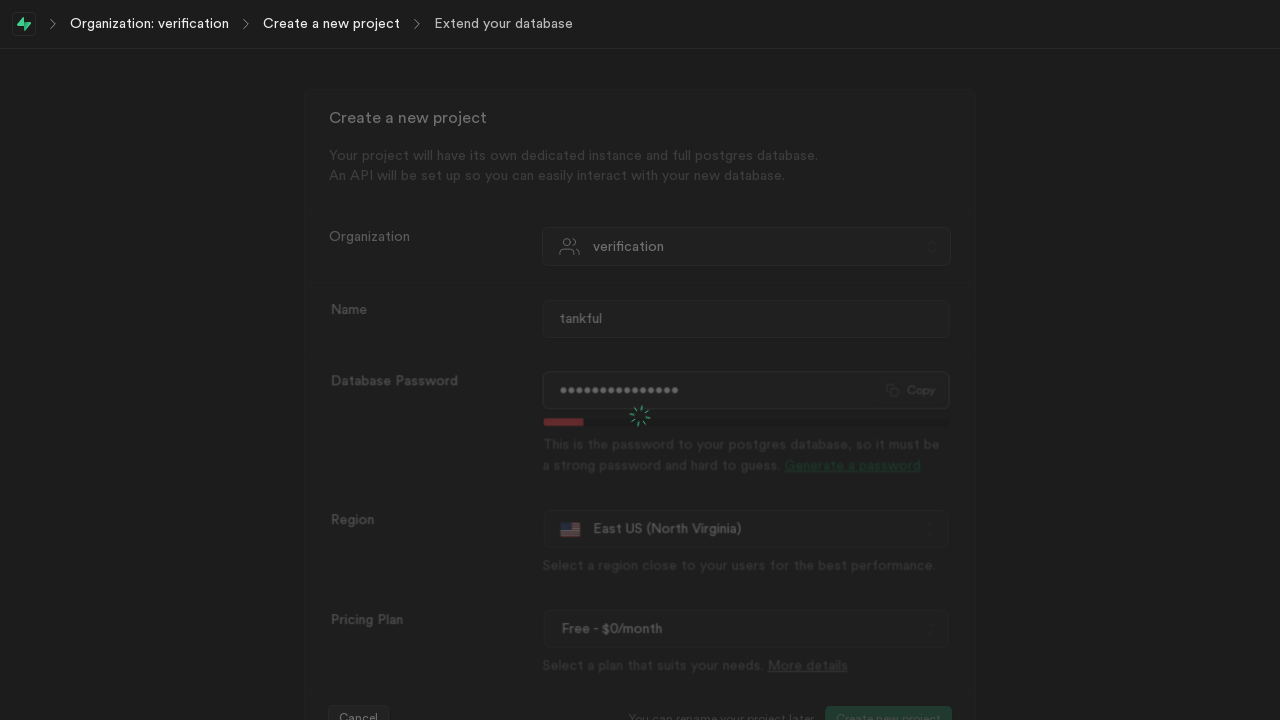 Organization: verification
Create a new project
Extend your database
Create a new project
Your project will have its own dedicated instance and full postgres database.
An API will be set up so you can easily interact with your new database.
Organization
verification
Name
tankful
Database Password
•••••••••••••••
Copy
This is the password to your postgres database, so it must be
a strong password and hard to guess. Generate a password
Region
East US (North Virginia)
Select a region close to your users for the best performance.
Pricing Plan
Free - $0/month
Select a plan that suits your needs. More details
Cancel
You can rename your project later
Create new project